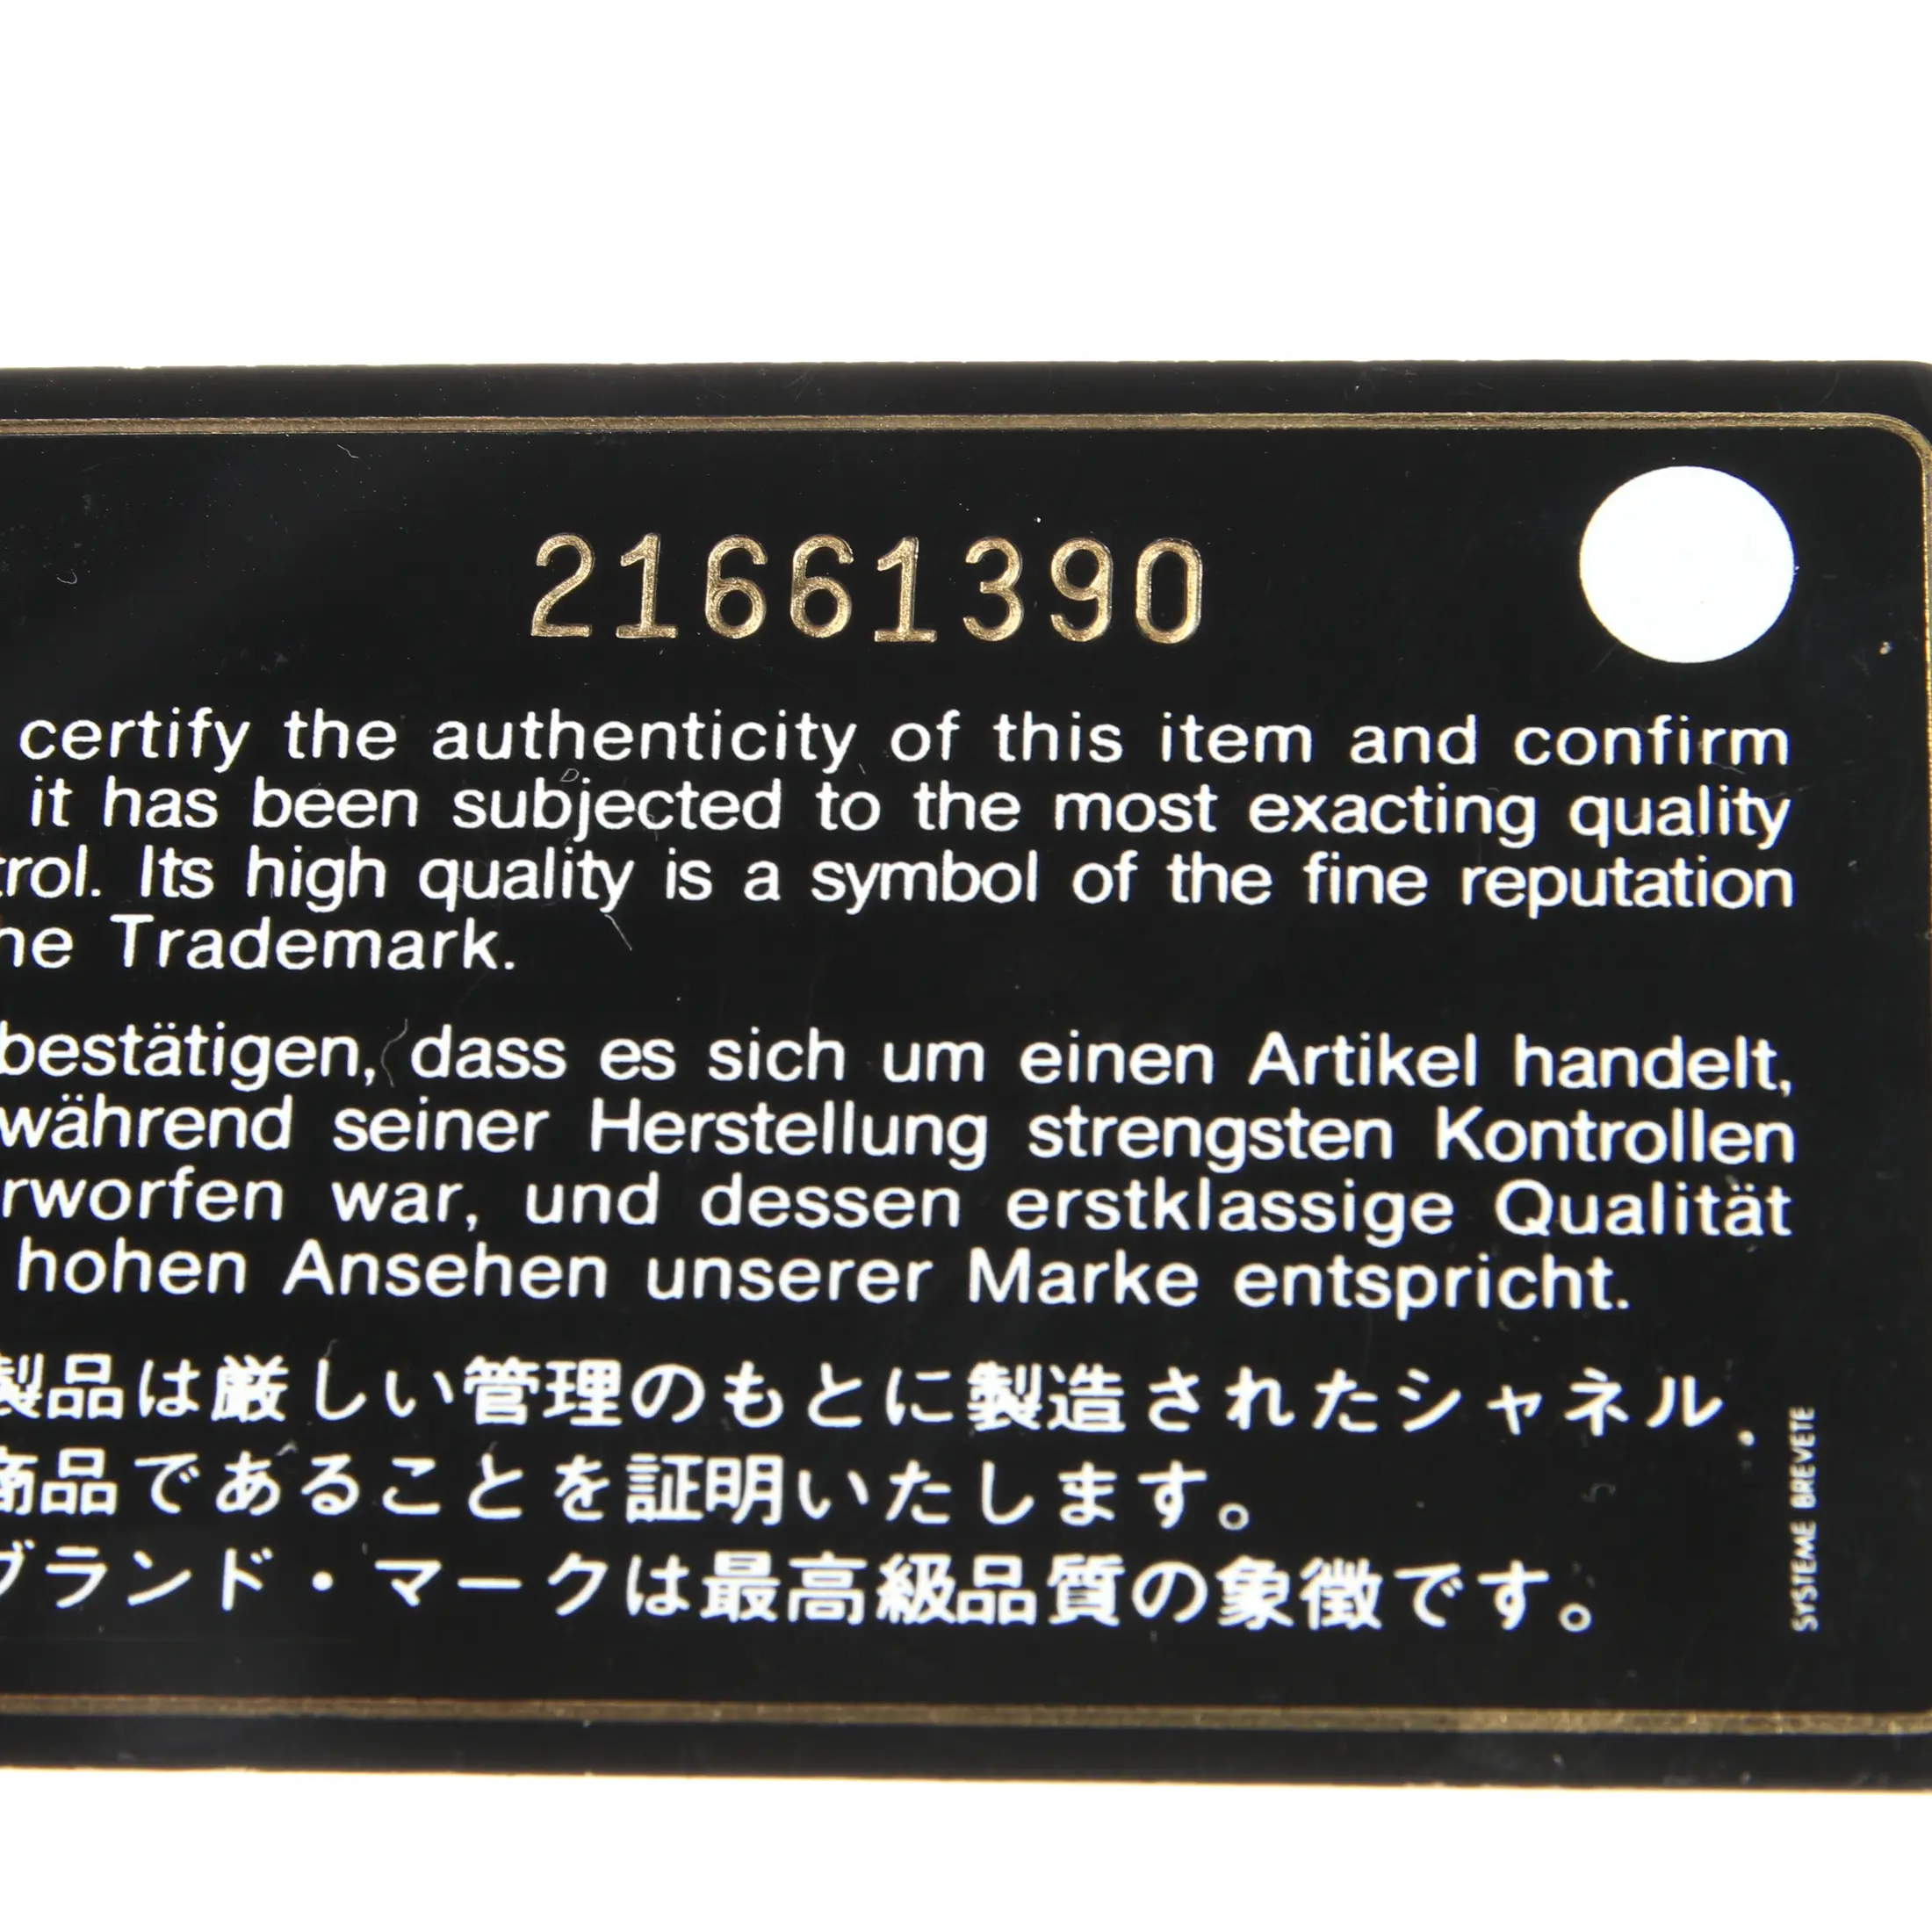 21661390
certify the authenticity of this item and confirm
it has been subjected to the most exacting quality
trol. Its high quality is a symbol of the fine reputation
he Trademark.
bestätigen, dass es sich um einen Artikel handelt,
während seiner Herstellung strengsten Kontrollen
rworfen war, und dessen erstklassige Qualität
hohen Ansehen unserer Marke entspricht.
製品は厳しい管理のもとに製造されたシャネル.
商品であることを証明いたします。
ブランド・マークは最高級品質の象徴です。
SYSTEME BREVETE